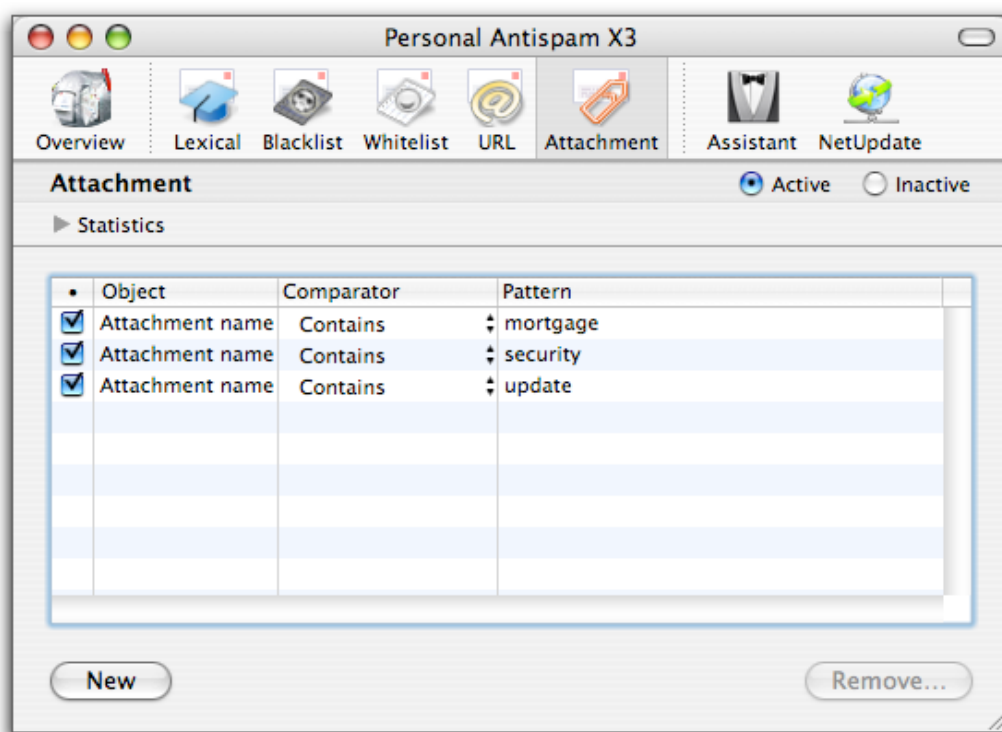 Personal Antispam X3
Overview Lexical Blacklist Whitelist URL Attachment Assistant NetUpdate
Attachment Active Inactive
Statistics
• Object Comparator Pattern
Attachment name Contains mortgage
Attachment name Contains security
Attachment name Contains update
New Remove...